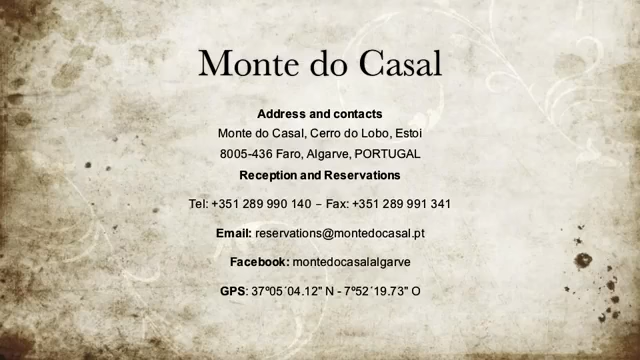 Monte do Casal
Address and contacts
Monte do Casal, Cerro do Lobo, Estoi
8005-436 Faro, Algarve, PORTUGAL
Reception and Reservations
Tel: +351 289 990 140 – Fax: +351 289 991 341
Email: reservations@montedocasal.pt
Facebook: montedocasalalgarve
GPS: 37º05´04.12" N - 7º52´19.73" O